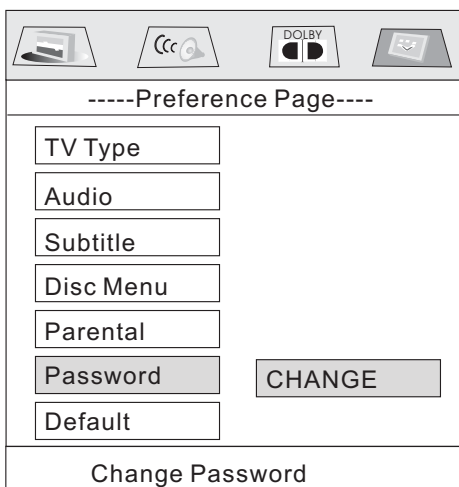 DOLBY
-----Preference Page----
TV Type
Audio
Subtitle
Disc Menu
Parental
Password CHANGE
Default
Change Password